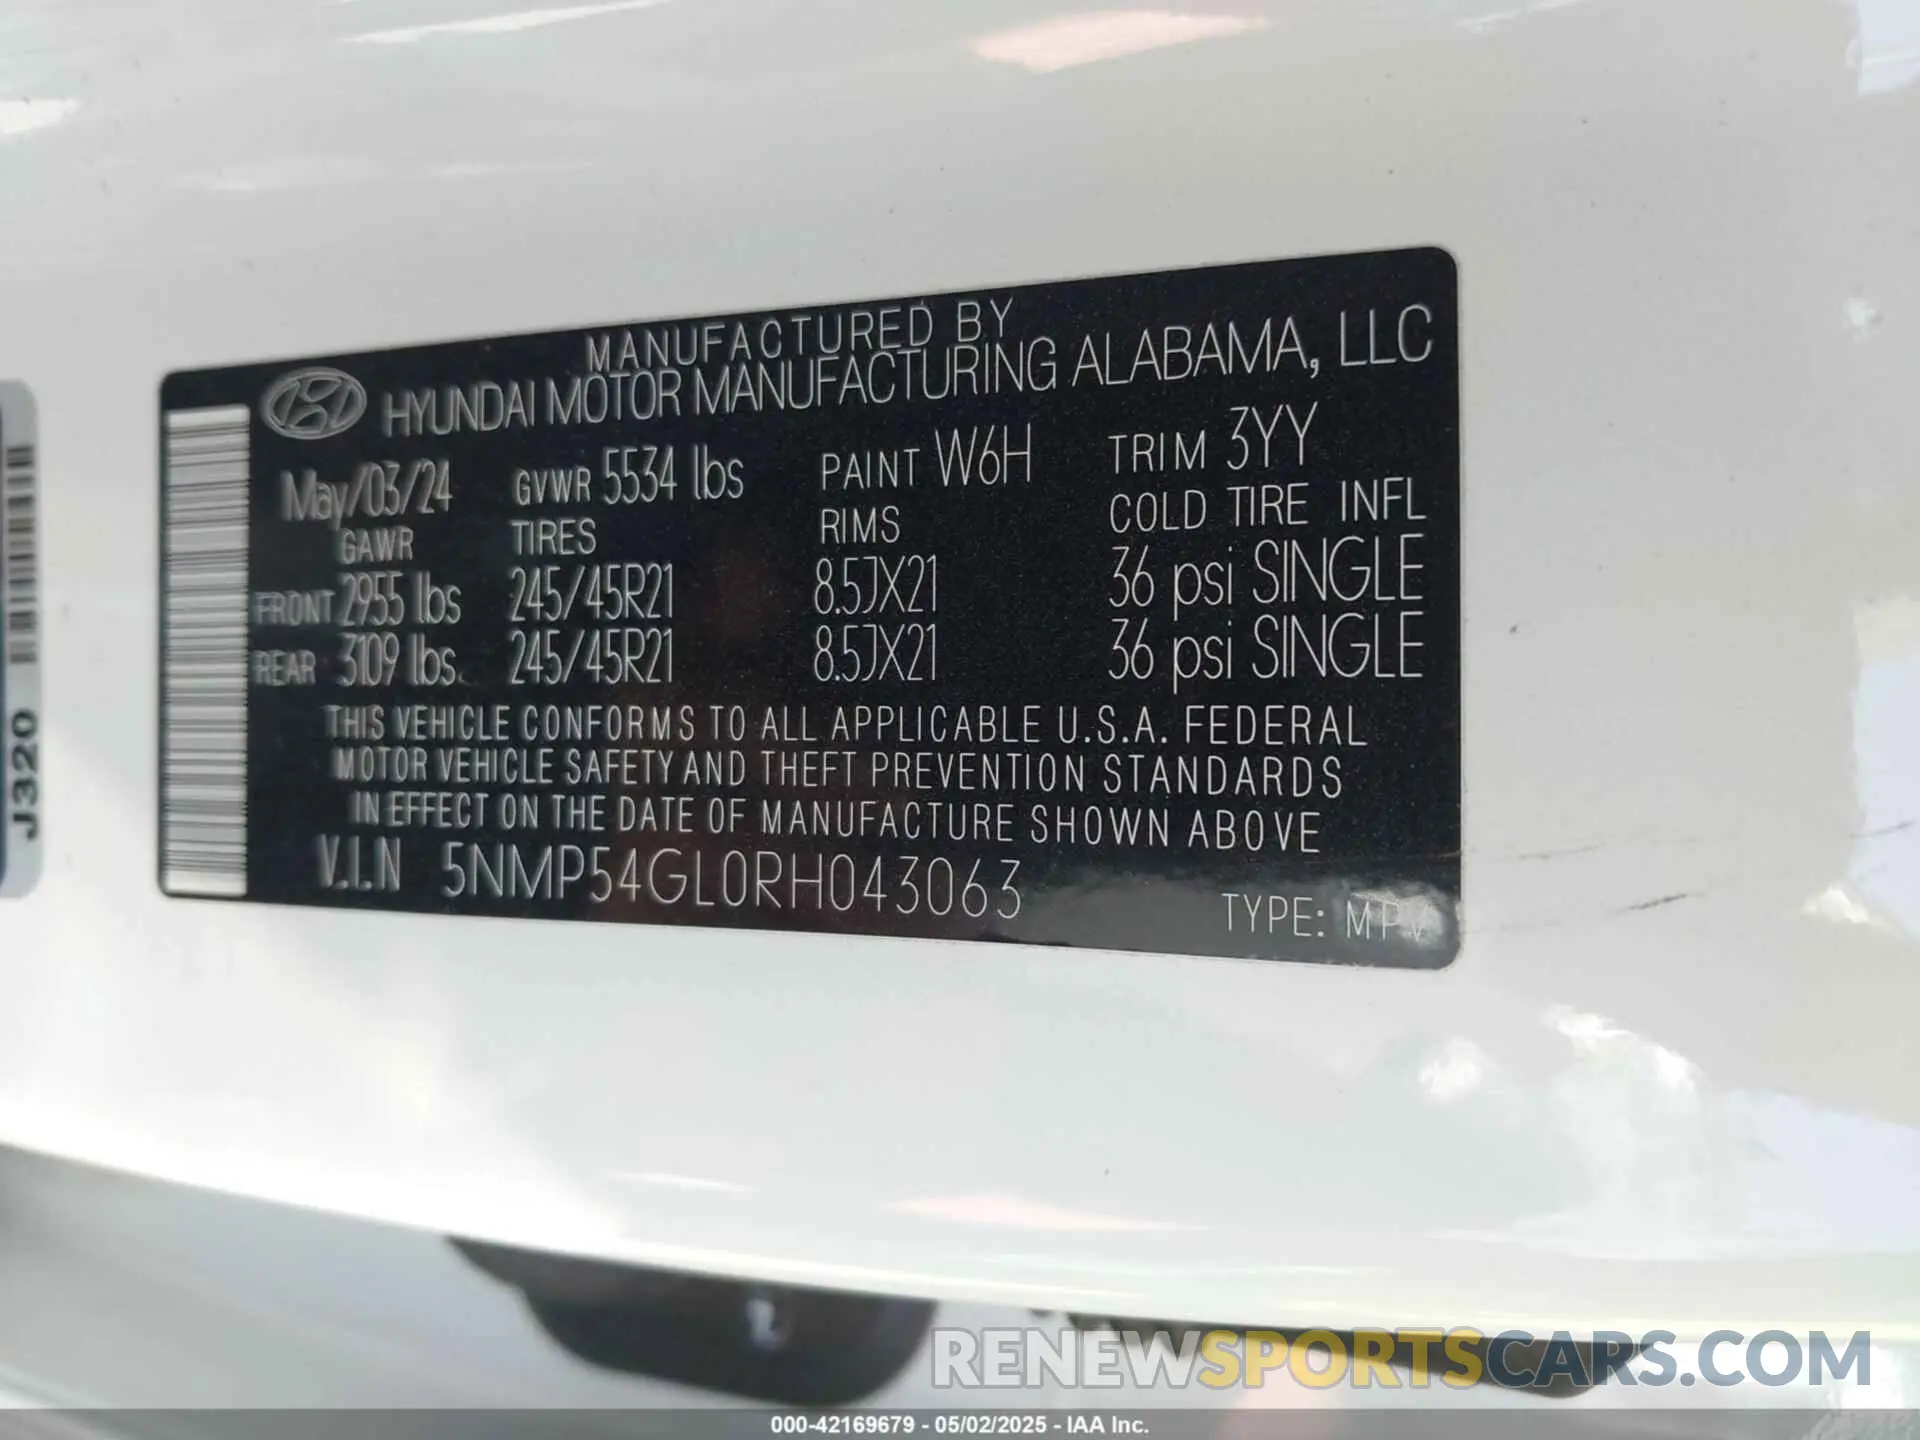 MANUFACTURED BY
HYUNDAI MOTOR MANUFACTURING ALABAMA, LLC
May/03/24 GVWR 5534 lbs PAINT W6H TRIM 3YY
GAWR TIRES RIMS COLD TIRE INFL
FRONT 2955 lbs 245/45R21 8.5JX21 36 psi SINGLE
REAR 3109 lbs 245/45R21 8.5JX21 36 psi SINGLE
THIS VEHICLE CONFORMS TO ALL APPLICABLE U.S.A. FEDERAL
MOTOR VEHICLE SAFETY AND THEFT PREVENTION STANDARDS
IN EFFECT ON THE DATE OF MANUFACTURE SHOWN ABOVE
V.I.N 5NMP54GL0RH043063
TYPE: MPV
J320
RENEWSPORTSCARS.COM
000-42169679 - 05/02/2025 - IAA Inc.